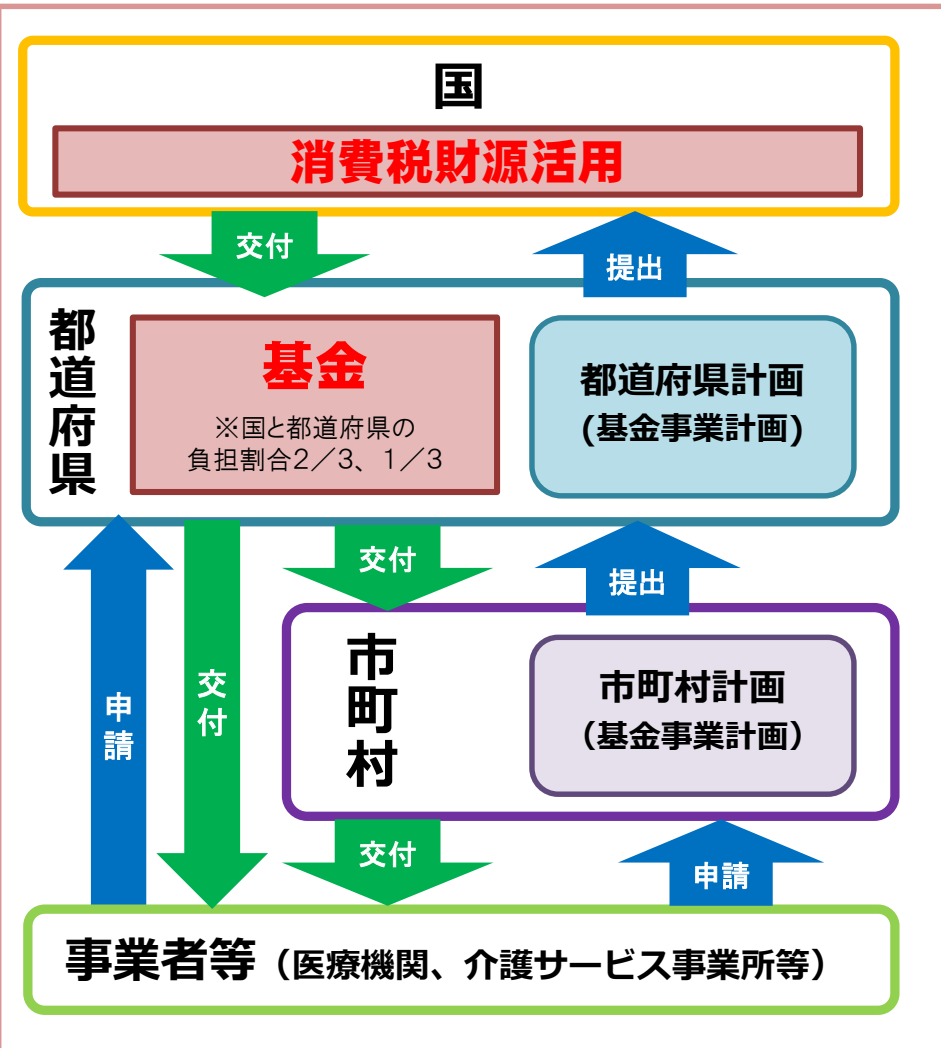 国
消費税財源活用
交付
提出
都道府県
基金
※国と都道府県の
負担割合2／3、1／3
都道府県計画
(基金事業計画)
交付
提出
申請
交付
市町村
市町村計画
（基金事業計画）
交付
申請
事業者等（医療機関、介護サービス事業所等）